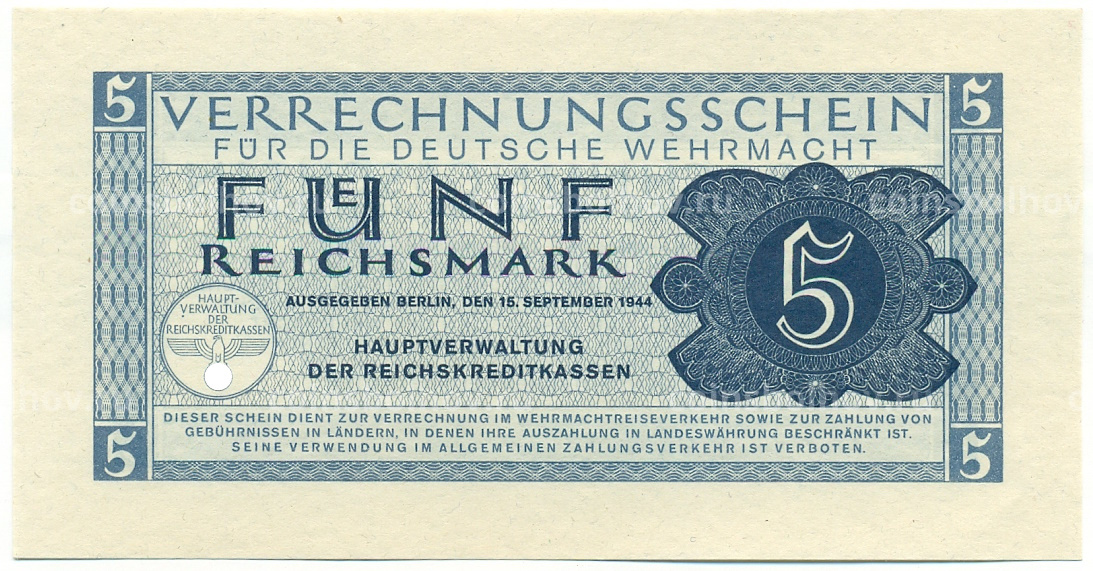 5 5
VERRECHNUNGSSCHEIN
FÜR DIE DEUTSCHE WEHRMACHT
FUENF
REICHSMARK
AUSGEGEBEN BERLIN, DEN 15. SEPTEMBER 1944
HAUPT-
VERWALTUNG
DER
REICHSKREDITKASSEN
HAUPTVERWALTUNG
DER REICHSKREDITKASSEN
5
DIESER SCHEIN DIENT ZUR VERRECHNUNG IM WEHRMACHTREISEVERKEHR SOWIE ZUR ZAHLUNG VON
GEBÜHRNISSEN IN LÄNDERN, IN DENEN IHRE AUSZAHLUNG IN LANDESWÄHRUNG BESCHRÄNKT IST.
SEINE VERWENDUNG IM ALLGEMEINEN ZAHLUNGSVERKEHR IST VERBOTEN.
5 5